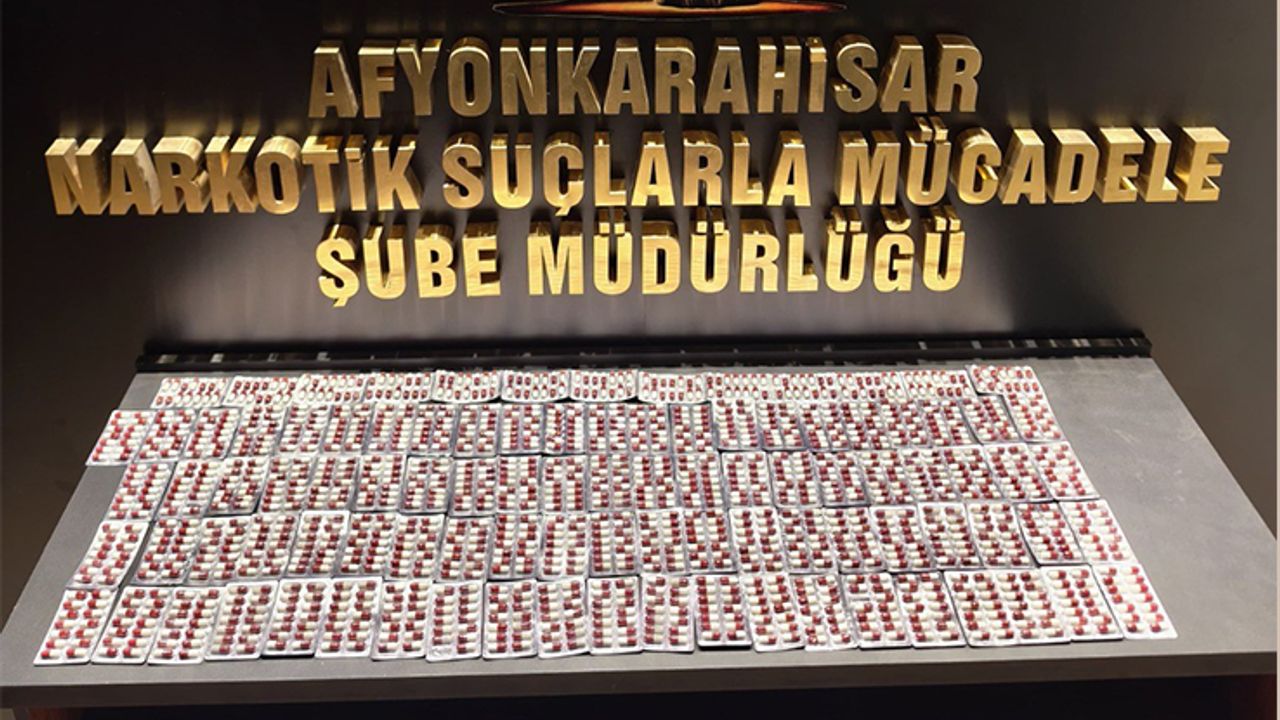 AFYONKARAHİSAR
NARKOTİK SUÇLARLA MÜCADELE
ŞUBE MÜDÜRLÜĞÜ